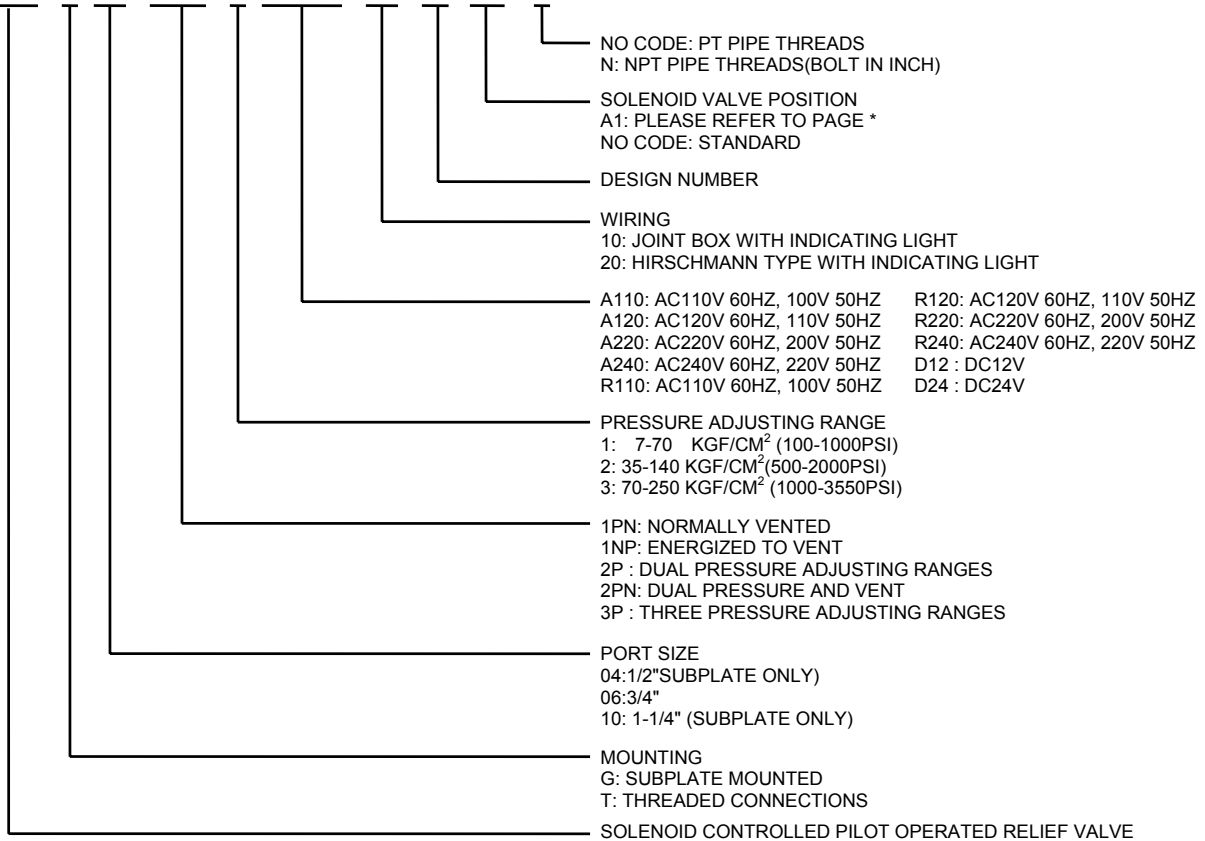 NO CODE: PT PIPE THREADS
N: NPT PIPE THREADS(BOLT IN INCH)
SOLENOID VALVE POSITION
A1: PLEASE REFER TO PAGE *
NO CODE: STANDARD
DESIGN NUMBER
WIRING
10: JOINT BOX WITH INDICATING LIGHT
20: HIRSCHMANN TYPE WITH INDICATING LIGHT
A110: AC110V 60HZ, 100V 50HZ R120: AC120V 60HZ, 110V 50HZ
A120: AC120V 60HZ, 110V 50HZ R220: AC220V 60HZ, 200V 50HZ
A220: AC220V 60HZ, 200V 50HZ R240: AC240V 60HZ, 220V 50HZ
A240: AC240V 60HZ, 220V 50HZ D12 : DC12V
R110: AC110V 60HZ, 100V 50HZ D24 : DC24V
PRESSURE ADJUSTING RANGE
1: 7-70 KGF/CM² (100-1000PSI)
2: 35-140 KGF/CM²(500-2000PSI)
3: 70-250 KGF/CM² (1000-3550PSI)
1PN: NORMALLY VENTED
1NP: ENERGIZED TO VENT
2P : DUAL PRESSURE ADJUSTING RANGES
2PN: DUAL PRESSURE AND VENT
3P : THREE PRESSURE ADJUSTING RANGES
PORT SIZE
04:1/2"SUBPLATE ONLY)
06:3/4"
10: 1-1/4" (SUBPLATE ONLY)
MOUNTING
G: SUBPLATE MOUNTED
T: THREADED CONNECTIONS
SOLENOID CONTROLLED PILOT OPERATED RELIEF VALVE